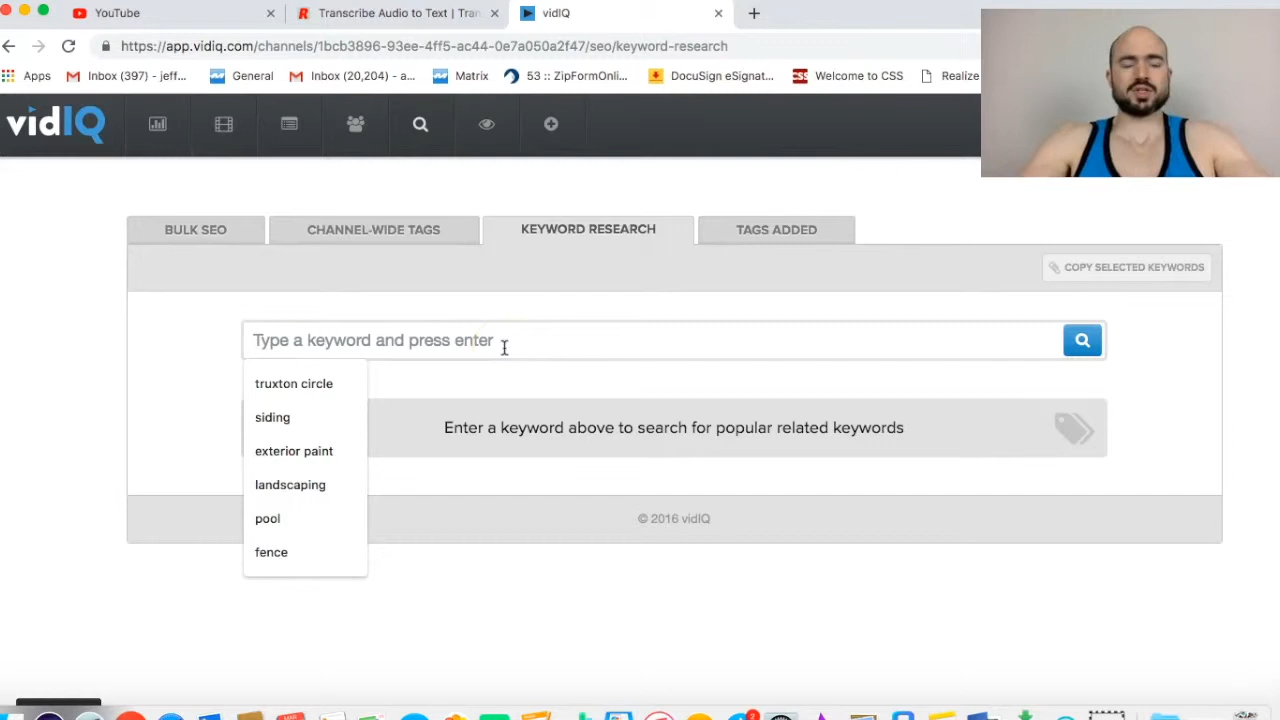 YouTube
Transcribe Audio to Text | Tran
vidIQ
https://app.vidiq.com/channels/1bcb3896-93ee-4ff5-ac44-0e7a050a2f47/seo/keyword-research
Apps
Inbox (397) - jeff...
General
Inbox (20,204) - a...
Matrix
53 :: ZipFormOnli...
DocuSign eSignat...
CSS
Welcome to CSS
Realize
vidIQ
BULK SEO
CHANNEL-WIDE TAGS
KEYWORD RESEARCH
TAGS ADDED
COPY SELECTED KEYWORDS
Type a keyword and press enter
truxton circle
siding
exterior paint
landscaping
pool
fence
Enter a keyword above to search for popular related keywords
© 2016 vidIQ
2